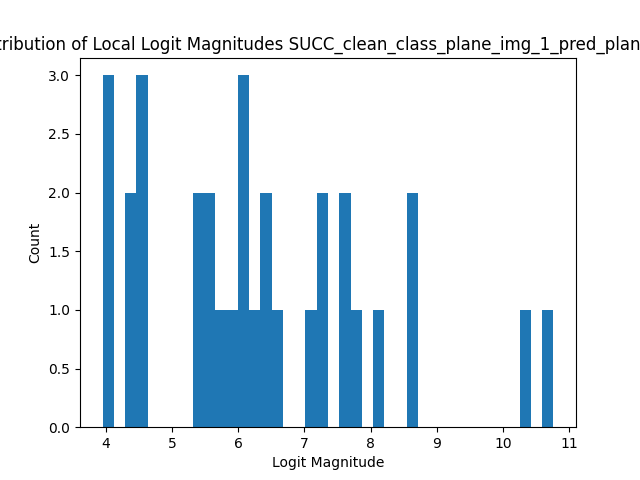 tribution of Local Logit Magnitudes SUCC_clean_class_plane_img_1_pred_plan
3.0
2.5
2.0
1.5
1.0
0.5
0.0
Count
4 5 6 7 8 9 10 11
Logit Magnitude